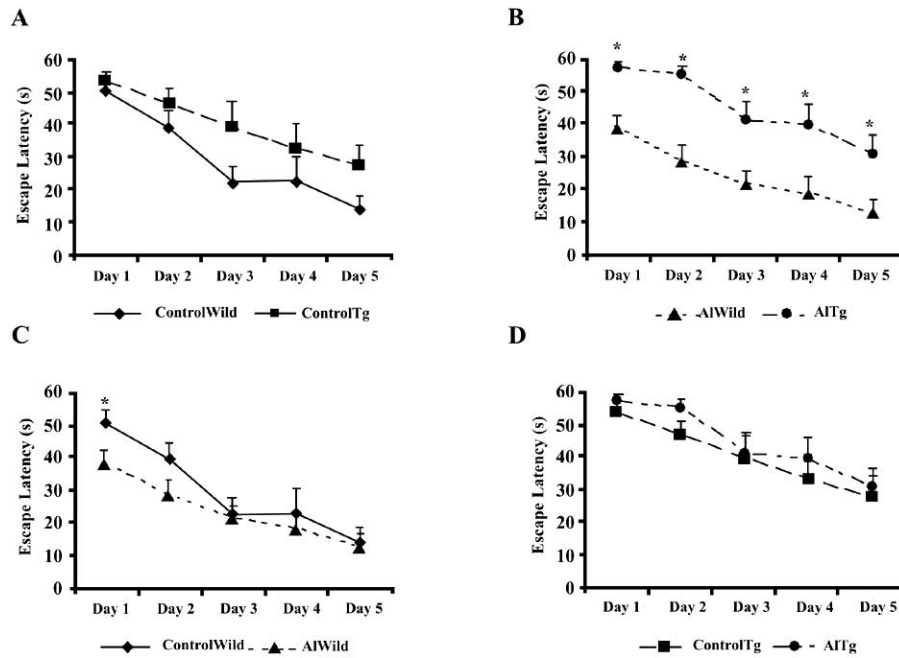 A
Escape Latency (s)
60
50
40
30
20
10
0
Day 1 Day 2 Day 3 Day 4 Day 5
ControlWild ControlTg
B
Escape Latency (s)
60
50
40
30
20
10
0
* * * * *
Day 1 Day 2 Day 3 Day 4 Day 5
AlWild AlTg
C
Escape Latency (s)
60
50
40
30
20
10
0
*
Day 1 Day 2 Day 3 Day 4 Day 5
ControlWild AlWild
D
Escape Latency (s)
60
50
40
30
20
10
0
Day 1 Day 2 Day 3 Day 4 Day 5
ControlTg AlTg